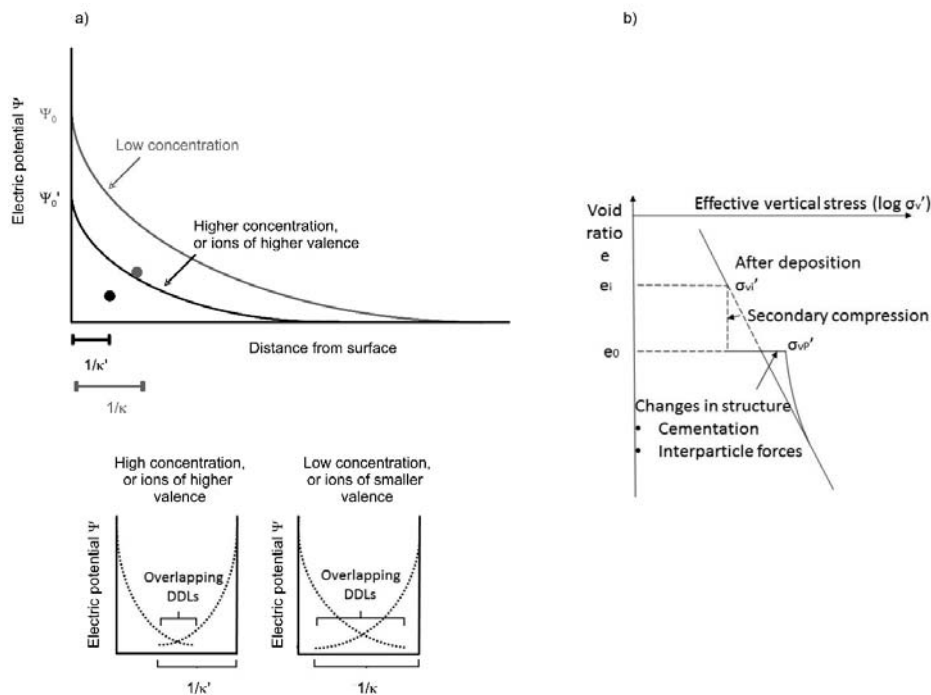 a)
Electric potential Ψ
Ψ₀
Ψ₀'
Low concentration
Higher concentration,
or ions of higher valence
Distance from surface
1/κ'
1/κ
High concentration,
or ions of higher
valence
Electric potential Ψ
Overlapping
DDLs
1/κ'
Low concentration,
or ions of smaller
valence
Electric potential Ψ
Overlapping
DDLs
1/κ
b)
Effective vertical stress (log σᵥ')
Void
ratio
e
After deposition
eᵢ
σᵥᵢ'
Secondary compression
e₀
σᵥₚ'
Changes in structure
• Cementation
• Interparticle forces